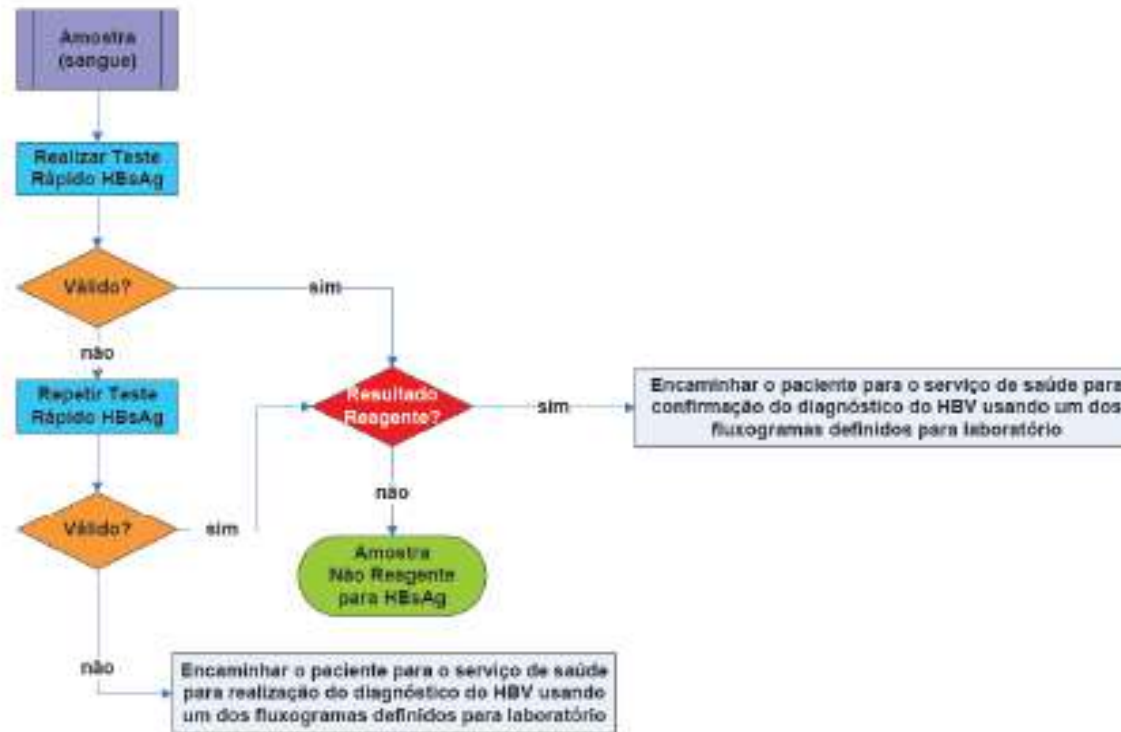 Amostra
(sangue)
Realizar Teste
Rápido HBsAg
Válido?
sim
não
Repetir Teste
Rápido HBsAg
Resultado
Reagente?
sim
Encaminhar o paciente para o serviço de saúde para
confirmação do diagnóstico do HBV usando um dos
fluxogramas definidos para laboratório
não
Válido?
sim
Amostra
Não Reagente
para HBsAg
não
Encaminhar o paciente para o serviço de saúde
para realização do diagnóstico do HBV usando
um dos fluxogramas definidos para laboratório